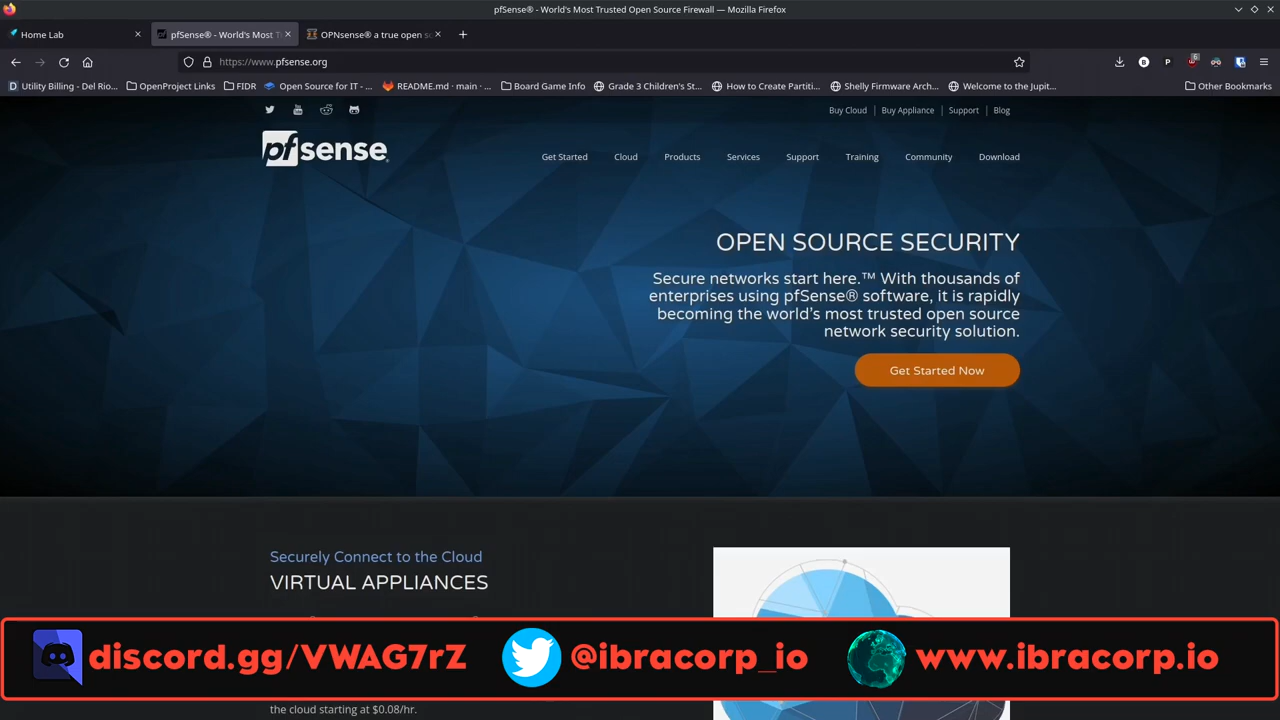 pfSense® - World's Most Trusted Open Source Firewall — Mozilla Firefox
Home Lab
pfSense® - World's Most T
OPNsense® a true open so
https://www.pfsense.org
Utility Billing - Del Rio...
OpenProject Links
FIDR
Open Source for IT - ...
README.md · main · ...
Board Game Info
Grade 3 Children's St...
How to Create Partiti...
Shelly Firmware Arch...
Welcome to the Jupit...
Other Bookmarks
Buy Cloud | Buy Appliance | Support | Blog
pfsense
Get Started
Cloud
Products
Services
Support
Training
Community
Download
OPEN SOURCE SECURITY
Secure networks start here.™ With thousands of
enterprises using pfSense® software, it is rapidly
becoming the world's most trusted open source
network security solution.
Get Started Now
Securely Connect to the Cloud
VIRTUAL APPLIANCES
discord.gg/VWAG7rZ
@ibracorp_io
www.ibracorp.io
the cloud starting at $0.08/hr.